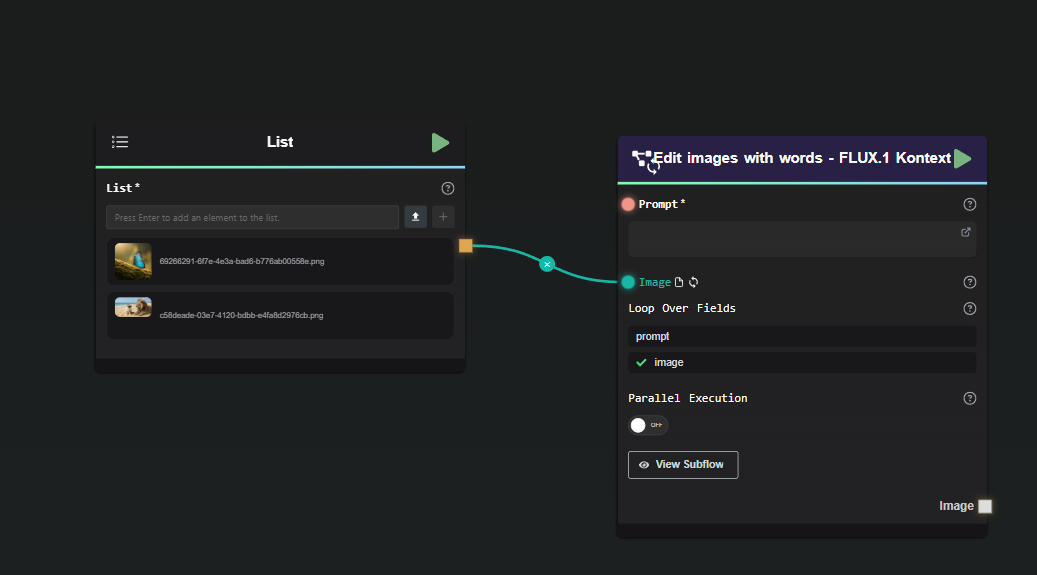 List
List*
Press Enter to add an element to the list.
69266291-6f7e-4e3a-bad6-b776ab00558e.png
c58deade-03e7-4120-bdbb-e4fa8d2976cb.png
Edit images with words - FLUX.1 Kontext
Prompt*
Image
Loop Over Fields
prompt
image
Parallel Execution
OFF
View Subflow
Image